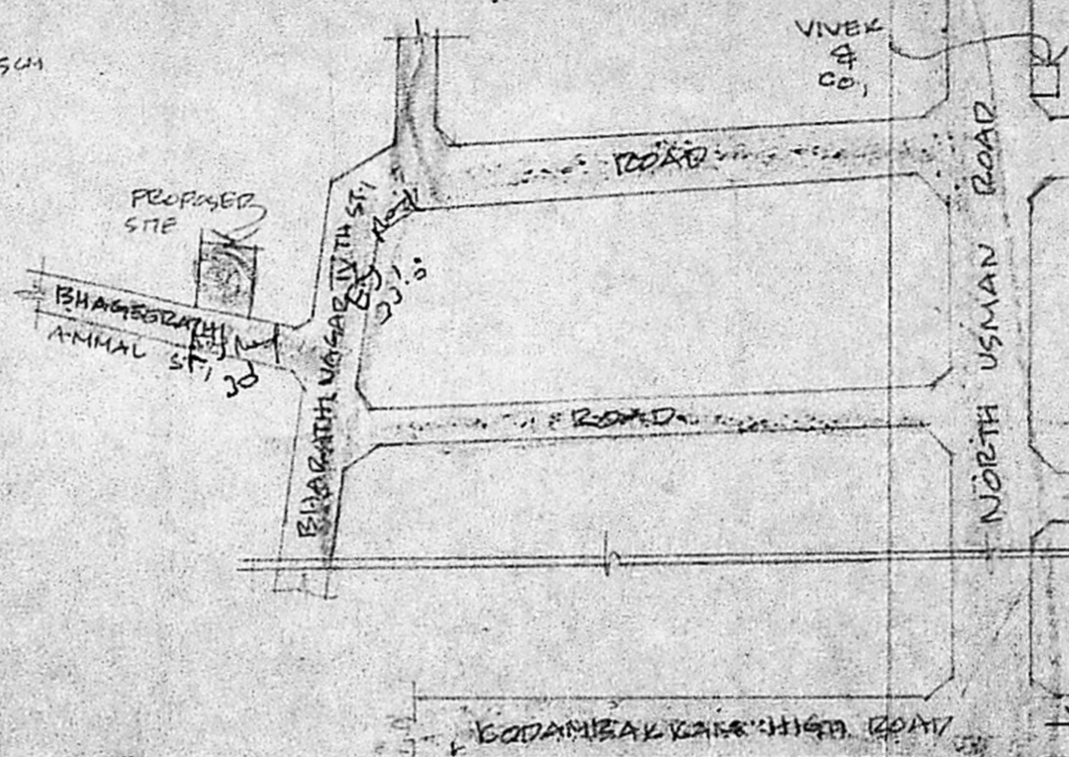 VIVEK
&
CO,
ROAD
NORTH USMAN ROAD
PROPOSED
SITE
BHARATHI NAGAR IVTH ST,
BHAGEERATHI
AMMAL ST,
ROAD
KODAMBAKKAM HIGH ROAD